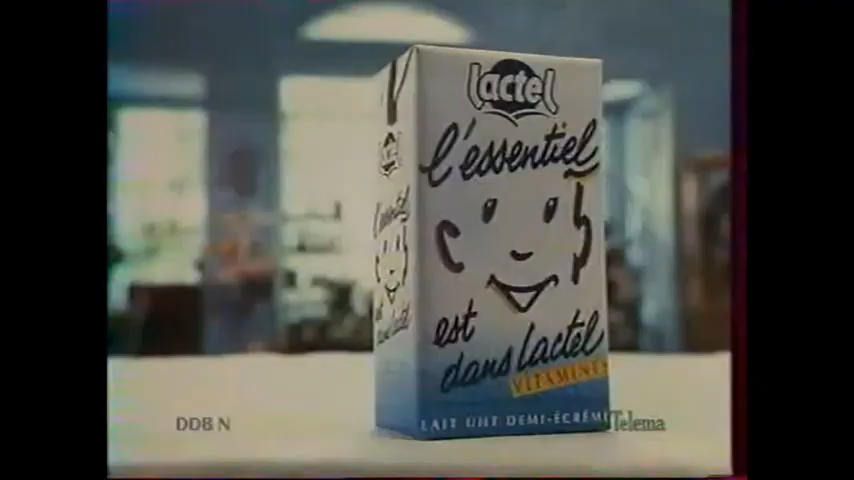 lactel
l'essentiel
est
dans lactel
VITAMINES
LAIT UHT DEMI-ÉCRÉMÉ
DDB N
Telema